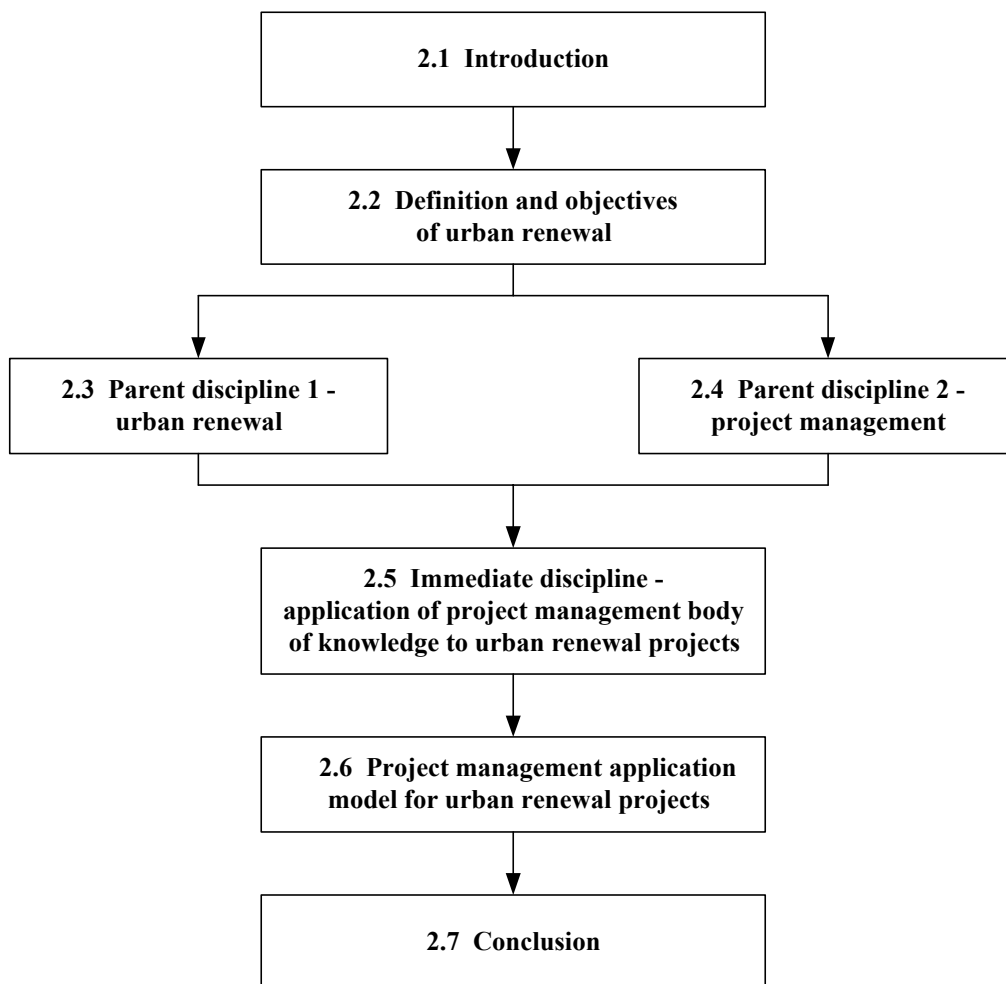 2.1 Introduction
2.2 Definition and objectives
of urban renewal
2.3 Parent discipline 1 -
urban renewal
2.4 Parent discipline 2 -
project management
2.5 Immediate discipline -
application of project management body
of knowledge to urban renewal projects
2.6 Project management application
model for urban renewal projects
2.7 Conclusion